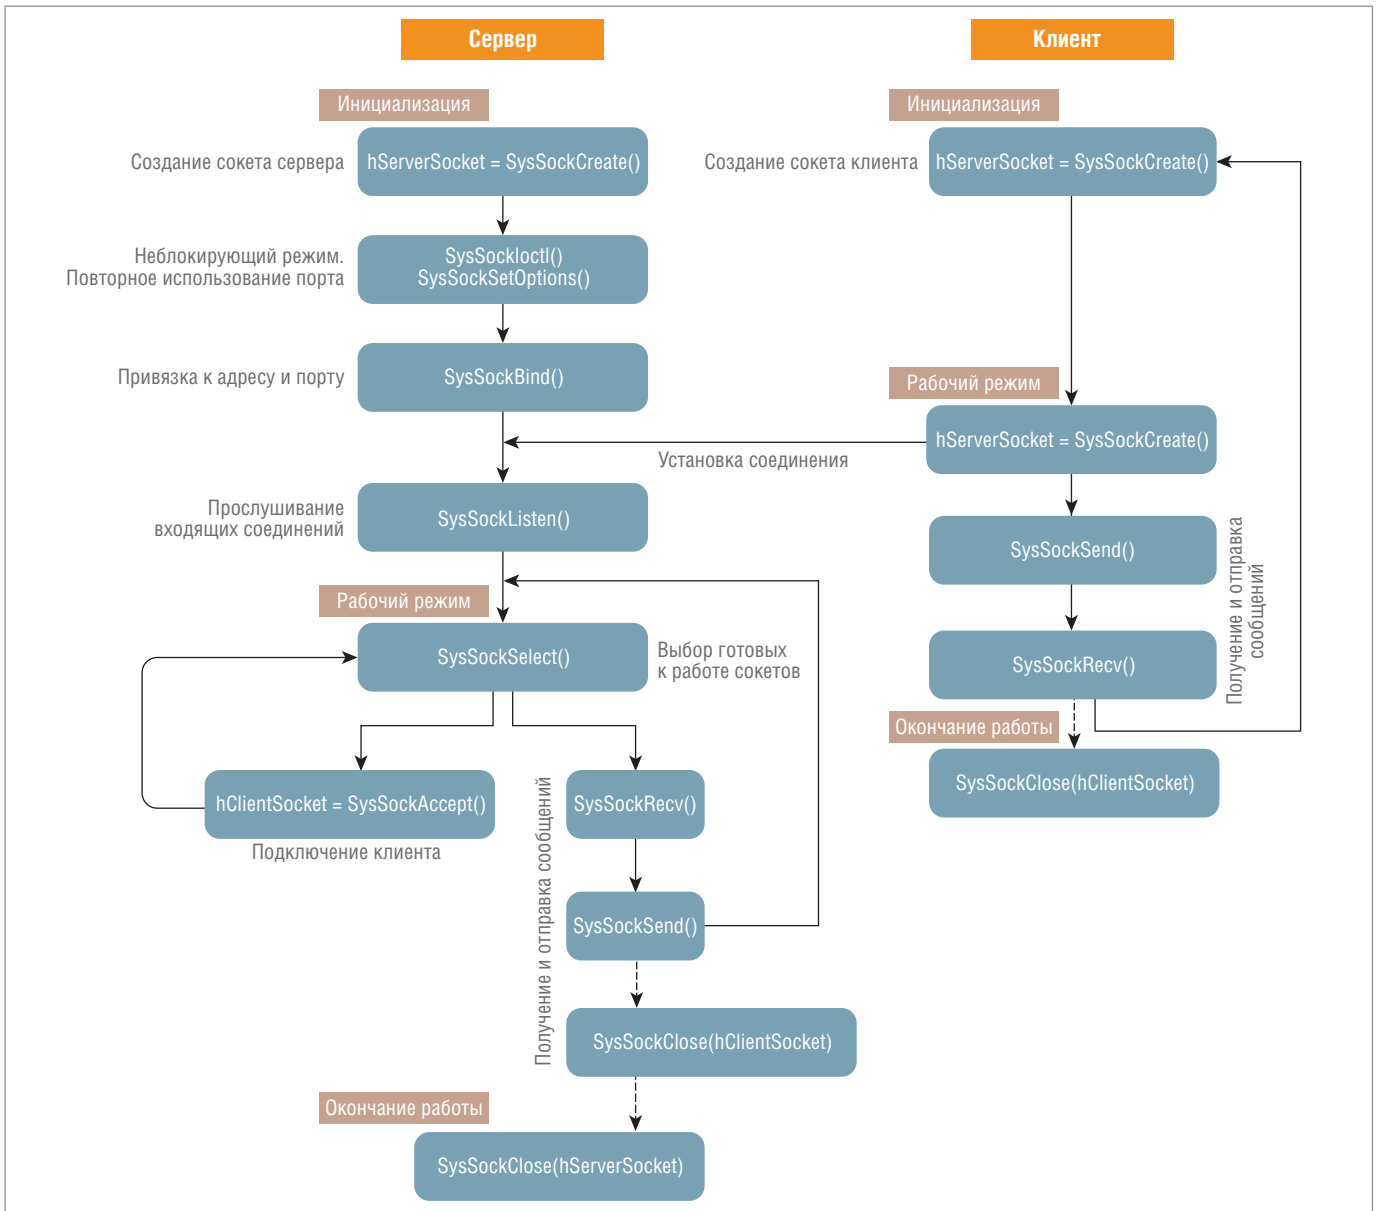 Сервер
Инициализация
Создание сокета сервера
hServerSocket = SysSockCreate()
Неблокирующий режим.
Повторное использование порта
SysSockIoctl()
SysSockSetOptions()
Привязка к адресу и порту
SysSockBind()
Установка соединения
Прослушивание
входящих соединений
SysSockListen()
Рабочий режим
SysSockSelect()
Выбор готовых
к работе сокетов
hClientSocket = SysSockAccept()
Подключение клиента
Получение и отправка сообщений
SysSockRecv()
SysSockSend()
SysSockClose(hClientSocket)
Окончание работы
SysSockClose(hServerSocket)
Клиент
Инициализация
Создание сокета клиента
hServerSocket = SysSockCreate()
Рабочий режим
hServerSocket = SysSockCreate()
SysSockSend()
SysSockRecv()
Получение и отправка
сообщений
Окончание работы
SysSockClose(hClientSocket)